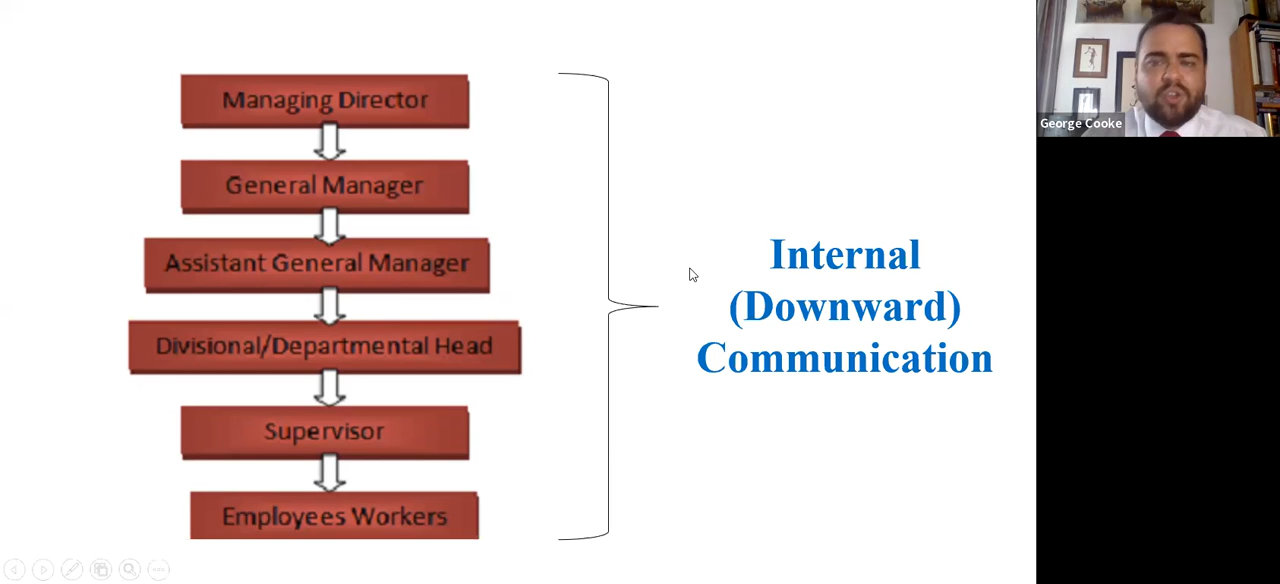 Managing Director
General Manager
Assistant General Manager
Divisional/Departmental Head
Supervisor
Employees Workers
Internal
(Downward)
Communication
George Cooke